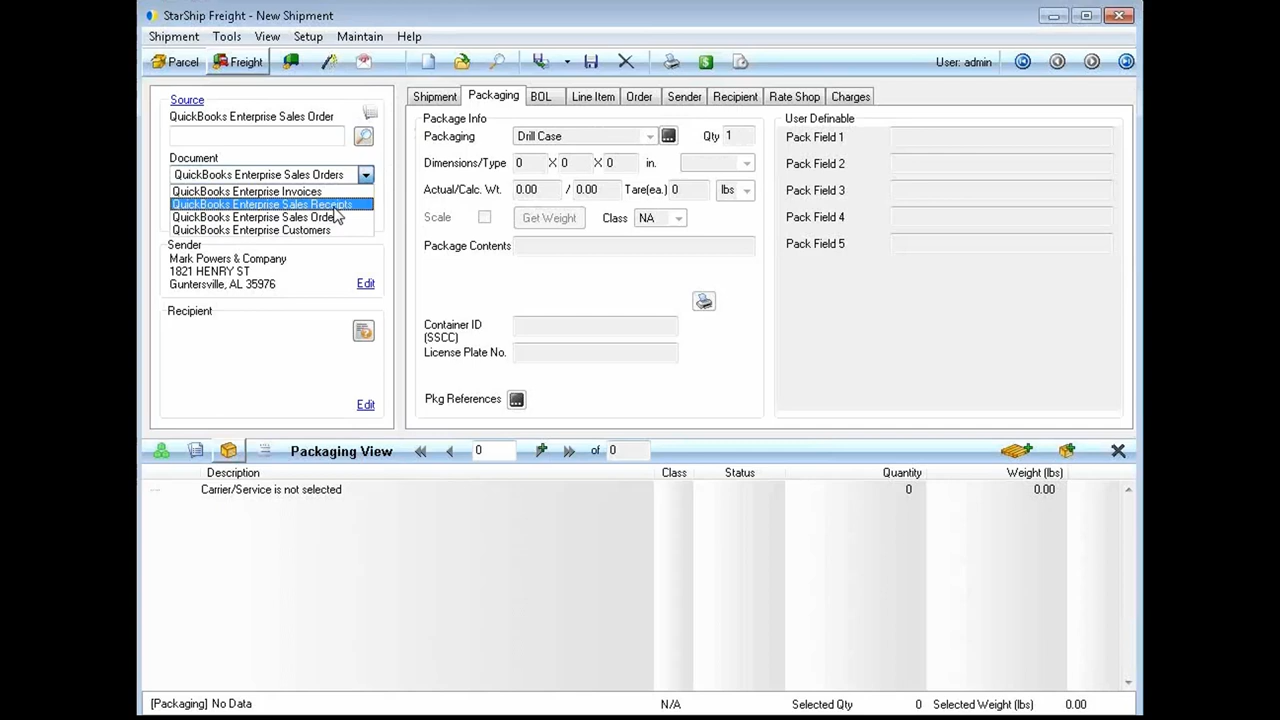 StarShip Freight - New Shipment
Shipment Tools View Setup Maintain Help
Parcel Freight User: admin
Source
QuickBooks Enterprise Sales Order
Document
QuickBooks Enterprise Sales Orders
QuickBooks Enterprise Invoices
QuickBooks Enterprise Sales Receipts
QuickBooks Enterprise Sales Orders
QuickBooks Enterprise Customers
Sender
Mark Powers & Company
1821 HENRY ST
Guntersville, AL 35976
Edit
Recipient
Edit
Shipment Packaging BOL Line Item Order Sender Recipient Rate Shop Charges
Package Info
Packaging Drill Case Qty 1
Dimensions/Type 0 X 0 X 0 in.
Actual/Calc. Wt. 0.00 / 0.00 Tare(ea.) 0 lbs
Scale Get Weight Class NA
Package Contents
Container ID
(SSCC)
License Plate No.
Pkg References
User Definable
Pack Field 1
Pack Field 2
Pack Field 3
Pack Field 4
Pack Field 5
Packaging View 0 of 0
Description Class Status Quantity Weight (lbs)
Carrier/Service is not selected 0 0.00
[Packaging] No Data N/A Selected Qty 0 Selected Weight (lbs) 0.00